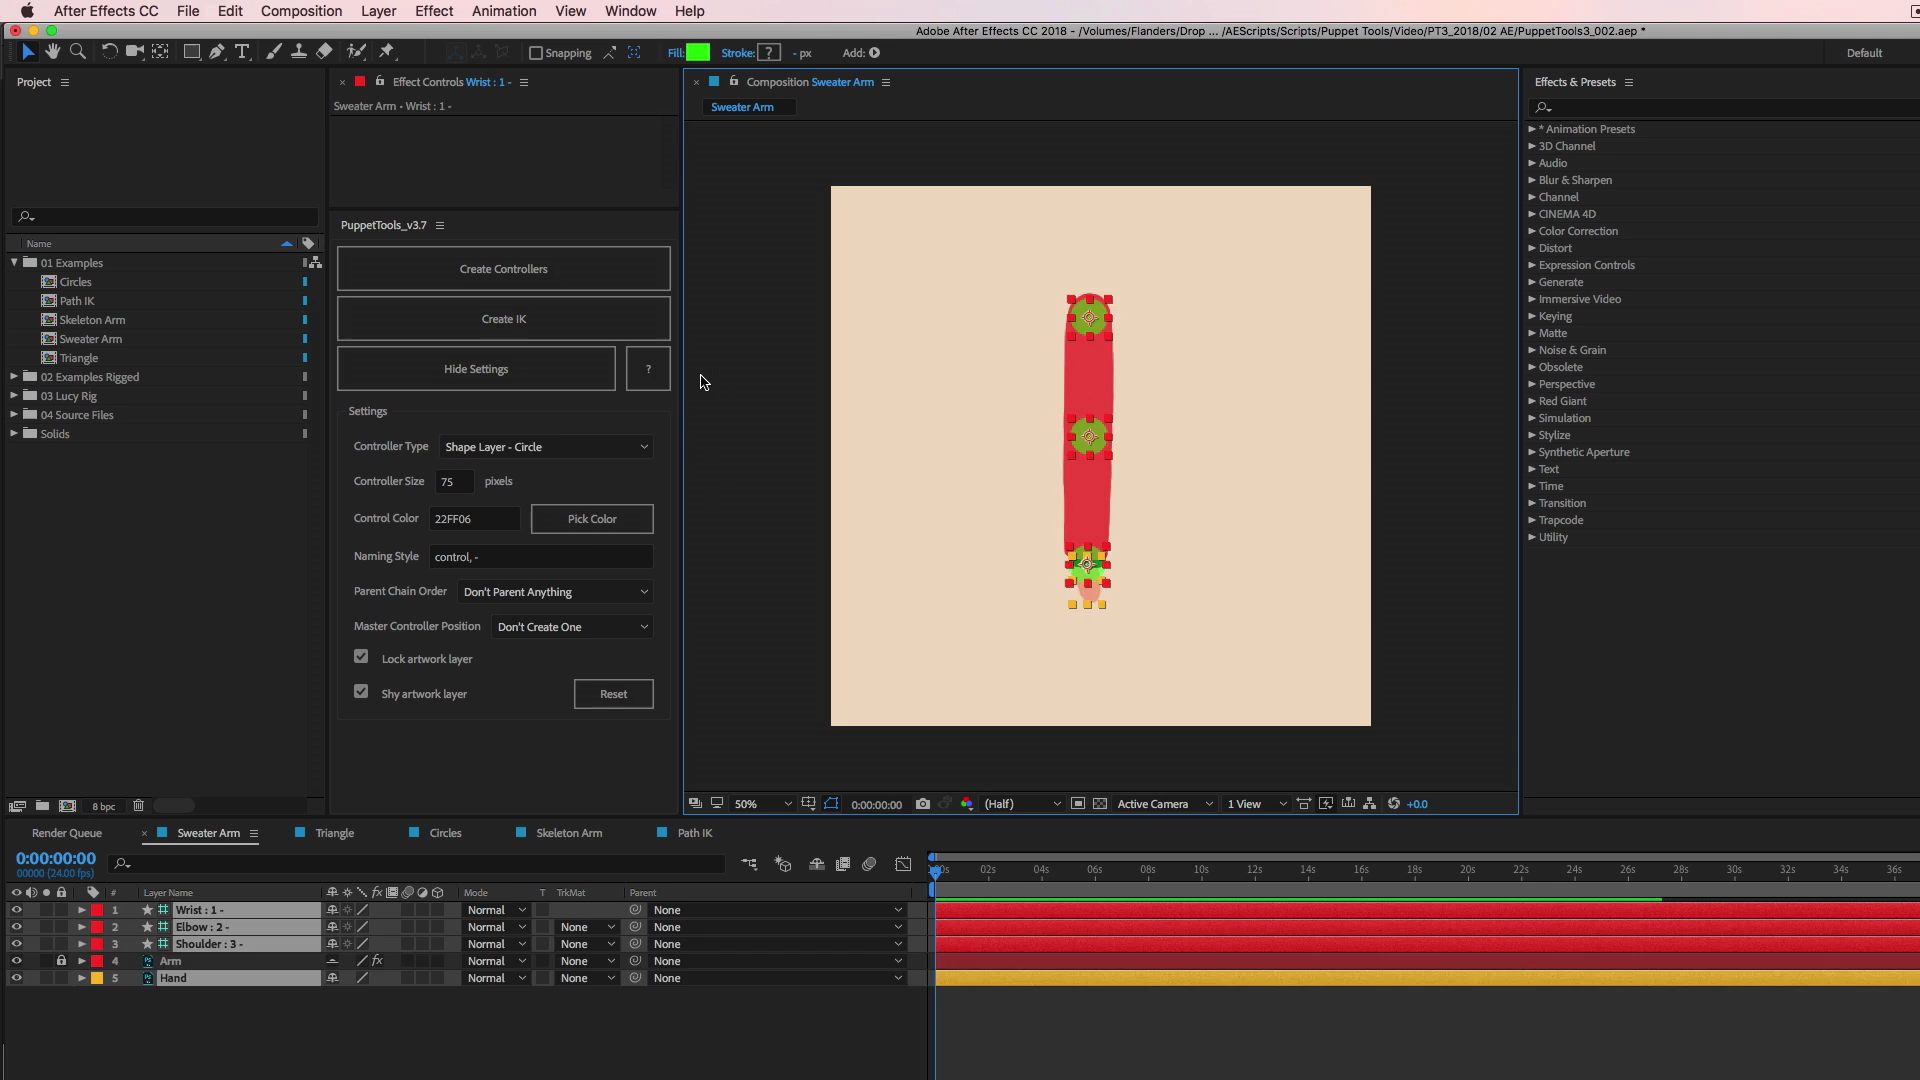 After Effects CC File Edit Composition Layer Effect Animation View Window Help
Adobe After Effects CC 2018 - /Volumes/Flanders/Drop ... /AEScripts/Scripts/Puppet Tools/Video/PT3_2018/02 AE/PuppetTools3_002.aep *
Snapping Fill: Stroke: ? - px Add: Default
Project
Effect Controls Wrist : 1 -
Composition Sweater Arm
Effects & Presets
Sweater Arm - Wrist : 1 -
Sweater Arm
Name
01 Examples
Circles
Path IK
Skeleton Arm
Sweater Arm
Triangle
02 Examples Rigged
03 Lucy Rig
04 Source Files
Solids
8 bpc
PuppetTools_v3.7
Create Controllers
Create IK
Hide Settings ?
Settings
Controller Type Shape Layer - Circle
Controller Size 75 pixels
Control Color 22FF06 Pick Color
Naming Style control, -
Parent Chain Order Don't Parent Anything
Master Controller Position Don't Create One
Lock artwork layer
Shy artwork layer Reset
50% 0:00:00:00 (Half) Active Camera 1 View +0.0
* Animation Presets
3D Channel
Audio
Blur & Sharpen
Channel
CINEMA 4D
Color Correction
Distort
Expression Controls
Generate
Immersive Video
Keying
Matte
Noise & Grain
Obsolete
Perspective
Red Giant
Simulation
Stylize
Synthetic Aperture
Text
Time
Transition
Trapcode
Utility
Render Queue Sweater Arm Triangle Circles Skeleton Arm Path IK
0:00:00:00
00000 (24.00 fps)
02s 04s 06s 08s 10s 12s 14s 16s 18s 20s 22s 24s 26s 28s 30s 32s 34s 36s
# Layer Name fx Mode T TrkMat Parent
1 Wrist : 1 - Normal None
2 Elbow : 2 - Normal None None
3 Shoulder : 3 - Normal None None
4 Arm fx Normal None None
5 Hand Normal None None